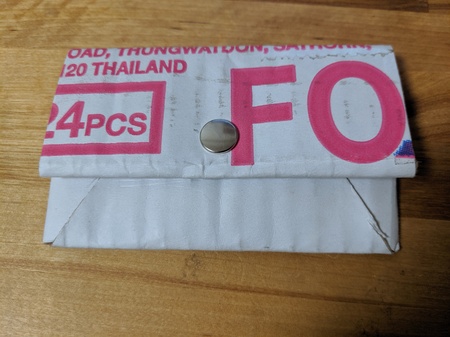 OAD, THUNGWATDON, SATHORN,
120 THAILAND
24PCS
FO